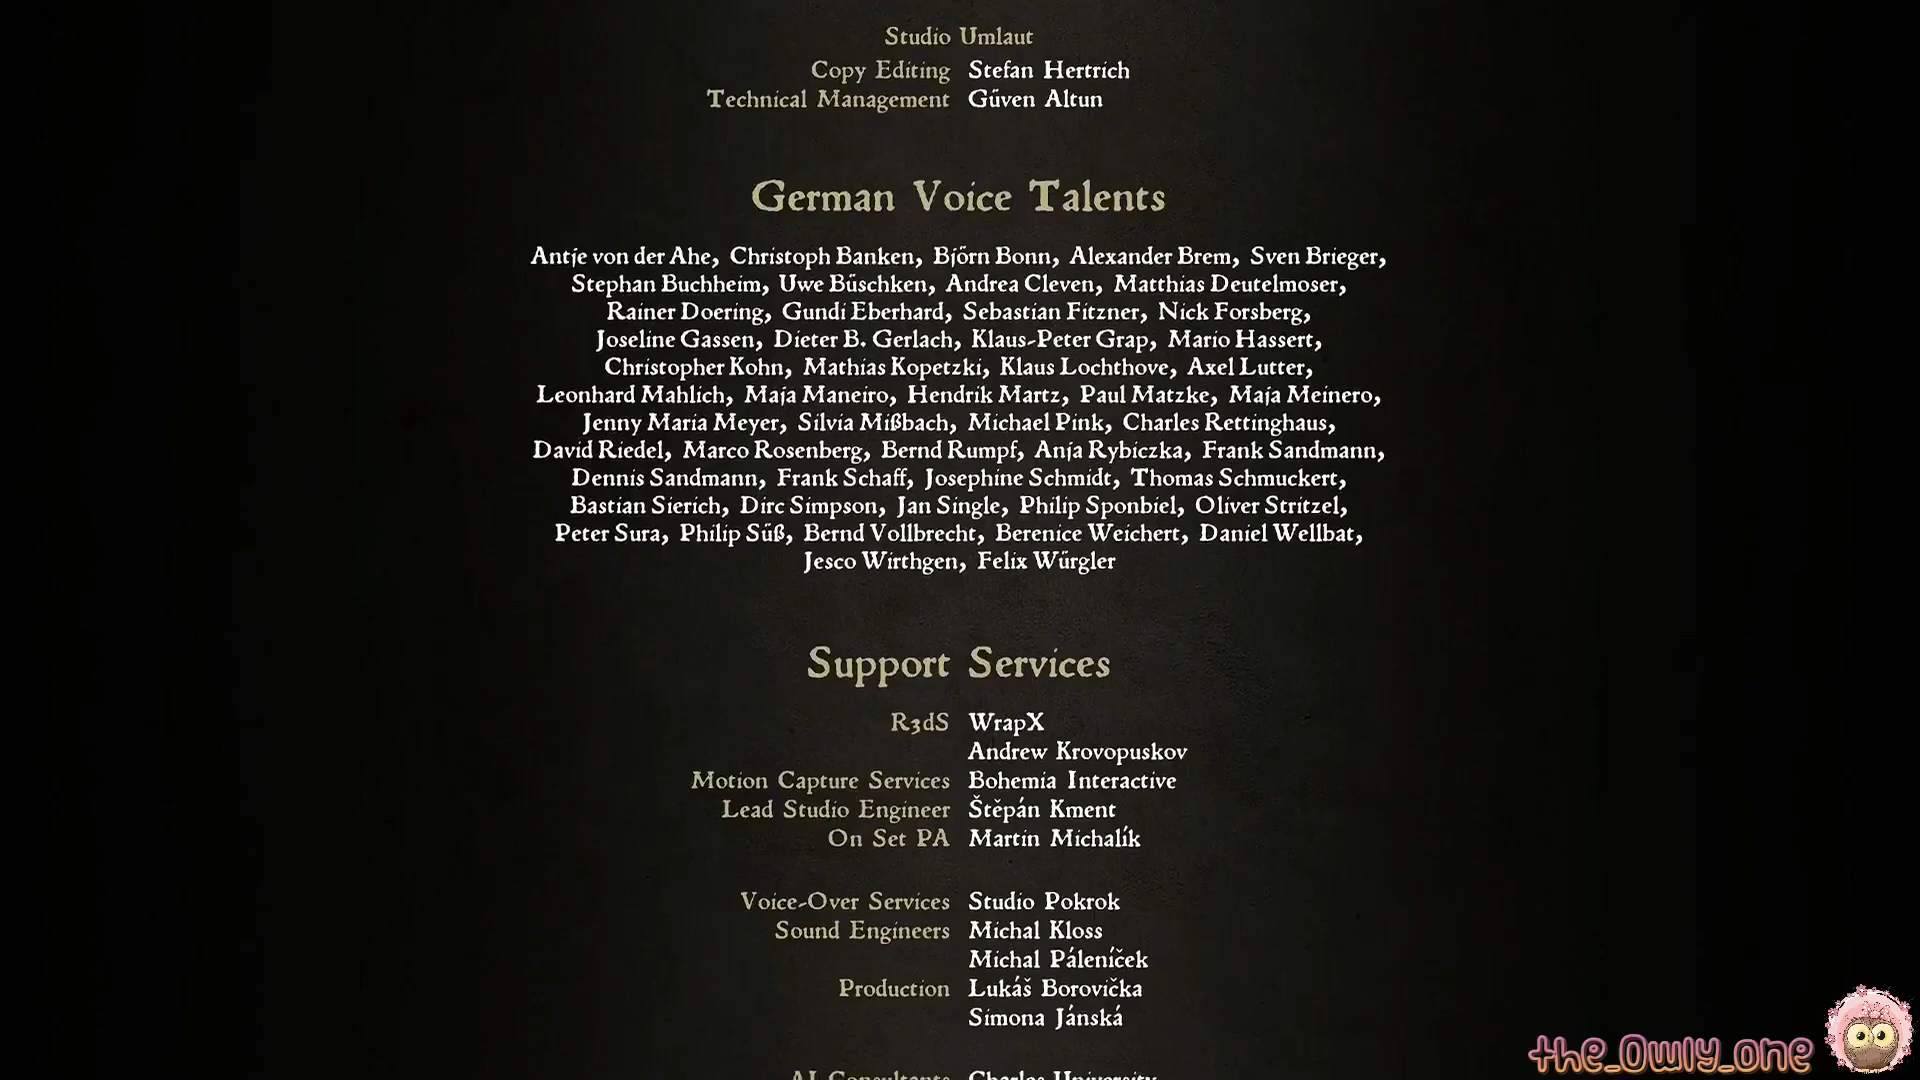 Studio Umlaut
Copy Editing Stefan Hertrich
Technical Management Güven Altun
German Voice Talents
Antje von der Ahe, Christoph Banken, Björn Bonn, Alexander Brem, Sven Brieger,
Stephan Buchheim, Uwe Büschken, Andrea Cleven, Matthias Deutelmoser,
Rainer Doering, Gundi Eberhard, Sebastian Fitzner, Nick Forsberg,
Joseline Gassen, Dieter B. Gerlach, Klaus-Peter Grap, Mario Hassert,
Christopher Kohn, Mathias Kopetzki, Klaus Lochthove, Axel Lutter,
Leonhard Mahlich, Maja Maneiro, Hendrik Martz, Paul Matzke, Maja Meinero,
Jenny Maria Meyer, Silvia Mißbach, Michael Pink, Charles Rettinghaus,
David Riedel, Marco Rosenberg, Bernd Rumpf, Anja Rybiczka, Frank Sandmann,
Dennis Sandmann, Frank Schaff, Josephine Schmidt, Thomas Schmuckert,
Bastian Sierich, Dirc Simpson, Jan Single, Philip Sponbiel, Oliver Stritzel,
Peter Sura, Philip Süß, Bernd Vollbrecht, Berenice Weichert, Daniel Wellbat,
Jesco Wirthgen, Felix Würgler
Support Services
R3dS WrapX
Andrew Krovopuskov
Motion Capture Services Bohemia Interactive
Lead Studio Engineer Štěpán Kment
On Set PA Martin Michalík
Voice-Over Services Studio Pokrok
Sound Engineers Michal Kloss
Michal Páleníček
Production Lukáš Borovička
Simona Jánská
AI Consultants Charles University
the_Owly_one